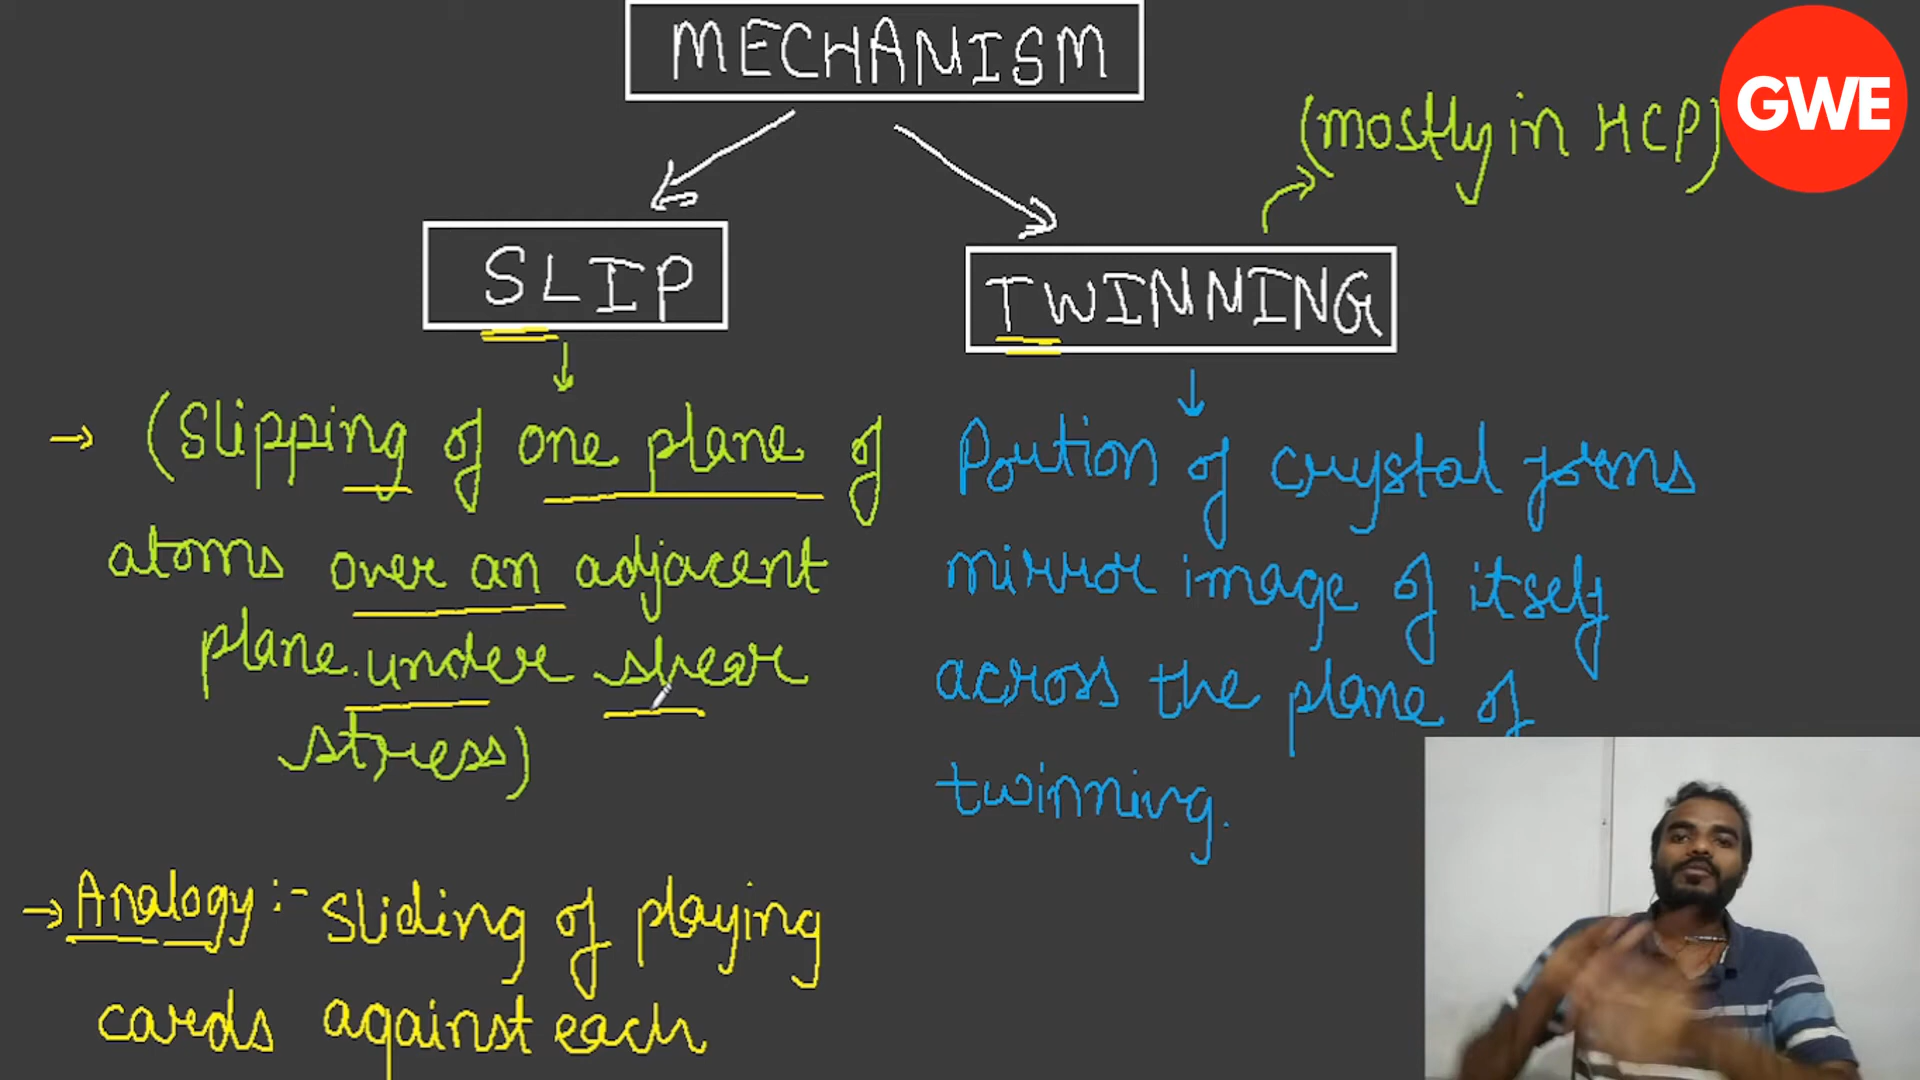 MECHANISM
GWE
(mostly in HCP)
SLIP
TWINNING
→ (Slipping of one plane of
atoms over an adjacent
plane. under shear
stress)
Portion of crystal forms
mirror image of itself
across the plane of
twinning.
→ Analogy :- Sliding of playing
cards against each